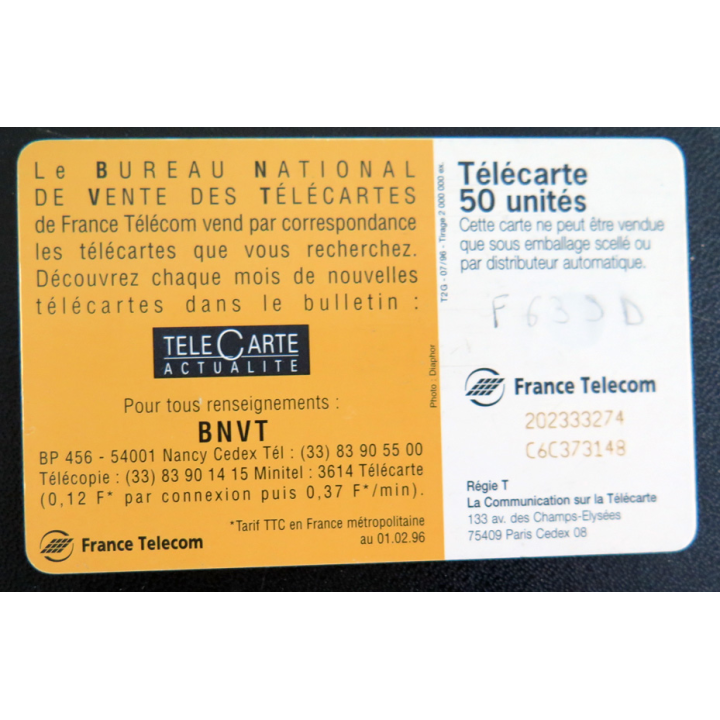 Le BUREAU NATIONAL
DE VENTE DES TÉLÉCARTES
de France Télécom vend par correspondance
les télécartes que vous recherchez.
Découvrez chaque mois de nouvelles
télécartes dans le bulletin :
TELECARTE
ACTUALITÉ
Pour tous renseignements :
BNVT
BP 456 - 54001 Nancy Cedex Tél : (33) 83 90 55 00
Télécopie : (33) 83 90 14 15 Minitel : 3614 Télécarte
(0,12 F* par connexion puis 0,37 F*/min).
*Tarif TTC en France métropolitaine
au 01.02.96
France Telecom
T2G - 07/96 - Tirage 2 000 000 ex.
Photo : Diaphor
Télécarte
50 unités
Cette carte ne peut être vendue
que sous emballage scellé ou
par distributeur automatique.
F633D
France Telecom
202333274
C6C373148
Régie T
La Communication sur la Télécarte
133 av. des Champs-Elysées
75409 Paris Cedex 08